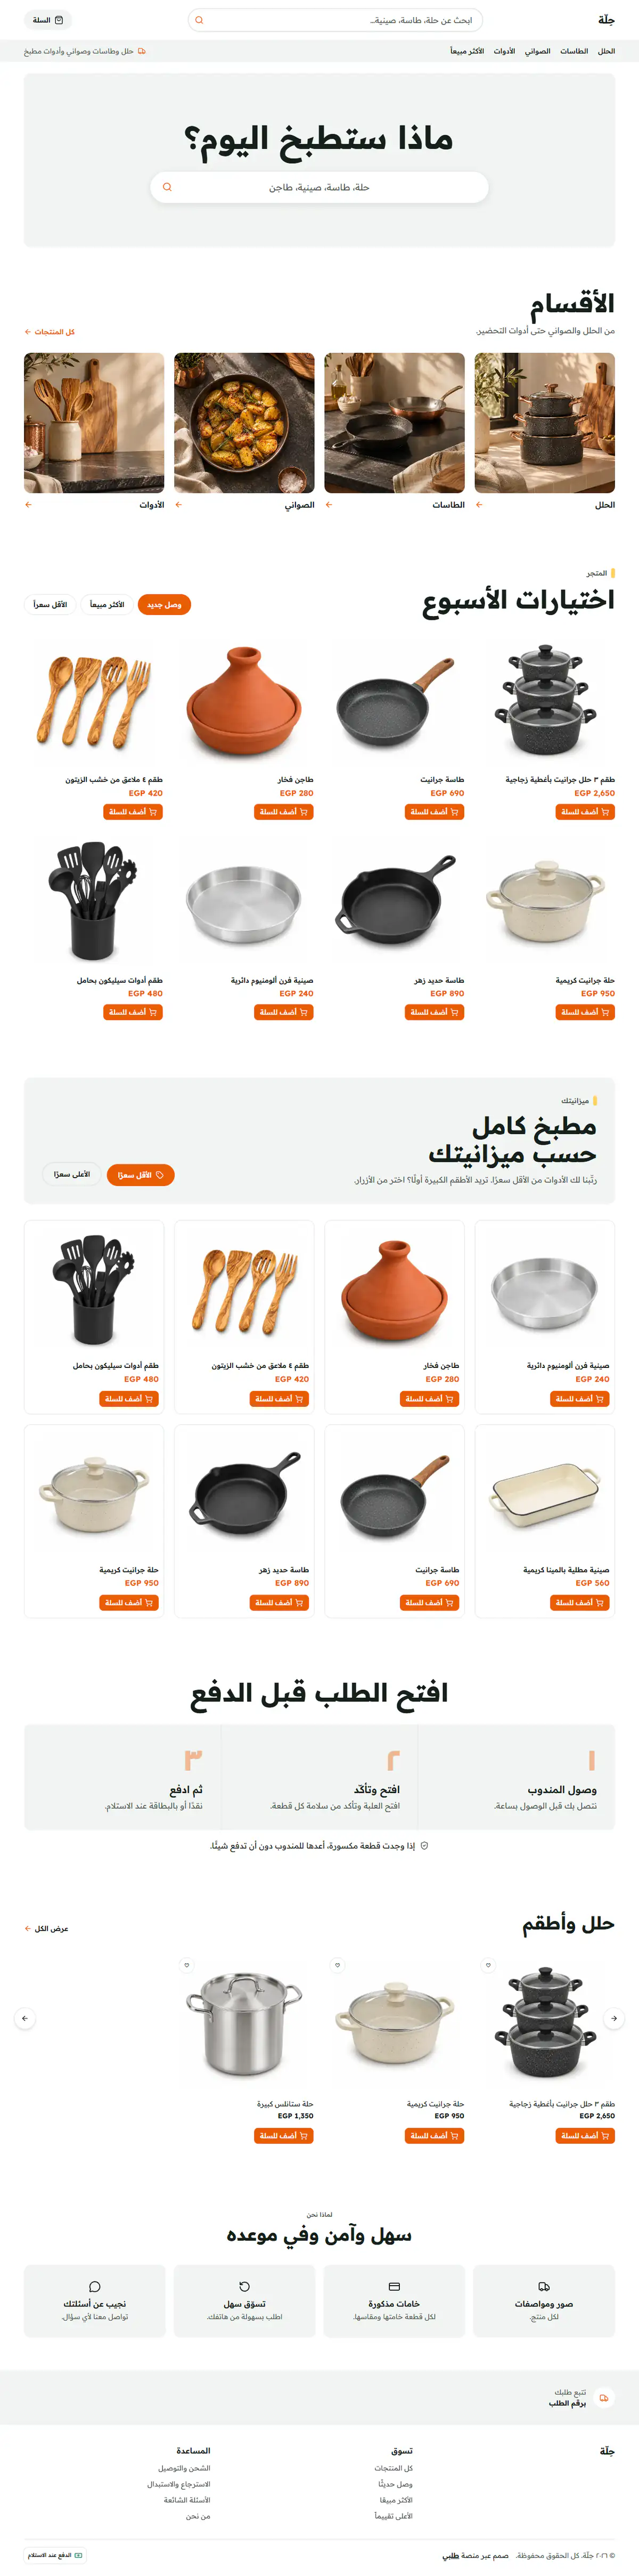 حِلّة
ابحث عن حلة، طاسة، صينية...
السلة
الحلل
الطاسات
الصواني
الأدوات
الأكثر مبيعاً
حلل وطاسات وصواني وأدوات مطبخ
ماذا ستطبخ اليوم؟
حلة، طاسة، صينية، طاجن
الأقسام
من الحلل والصواني حتى أدوات التحضير.
كل المنتجات
الحلل
الطاسات
الصواني
الأدوات
المتجر
اختيارات الأسبوع
وصل جديد
الأكثر مبيعاً
الأقل سعراً
طقم ٣ حلل جرانيت بأغطية زجاجية
EGP 2,650
أضف للسلة
طاسة جرانيت
EGP 690
أضف للسلة
طاجن فخار
EGP 280
أضف للسلة
طقم ٤ ملاعق من خشب الزيتون
EGP 420
أضف للسلة
حلة جرانيت كريمية
EGP 950
أضف للسلة
طاسة حديد زهر
EGP 890
أضف للسلة
صينية فرن ألومنيوم دائرية
EGP 240
أضف للسلة
طقم أدوات سيليكون بحامل
EGP 480
أضف للسلة
ميزانيتك
مطبخ كامل
حسب ميزانيتك
رتّبنا لك الأدوات من الأقل سعرًا. تريد الأطقم الكبيرة أولًا؟ اختر من الأزرار.
الأقل سعرًا
الأعلى سعرًا
صينية فرن ألومنيوم دائرية
EGP 240
أضف للسلة
طاجن فخار
EGP 280
أضف للسلة
طقم ٤ ملاعق من خشب الزيتون
EGP 420
أضف للسلة
طقم أدوات سيليكون بحامل
EGP 480
أضف للسلة
صينية مطلية بالمينا كريمية
EGP 560
أضف للسلة
طاسة جرانيت
EGP 690
أضف للسلة
طاسة حديد زهر
EGP 890
أضف للسلة
حلة جرانيت كريمية
EGP 950
أضف للسلة
افتح الطلب قبل الدفع
١
وصول المندوب
نتصل بك قبل الوصول بساعة.
٢
افتح وتأكّد
افتح العلبة وتأكد من سلامة كل قطعة.
٣
ثم ادفع
نقدًا أو بالبطاقة عند الاستلام.
إذا وجدت قطعة مكسورة، أعدها للمندوب دون أن تدفع شيئًا.
حلل وأطقم
عرض الكل
طقم ٣ حلل جرانيت بأغطية زجاجية
EGP 2,650
أضف للسلة
حلة جرانيت كريمية
EGP 950
أضف للسلة
حلة ستانلس كبيرة
EGP 1,350
أضف للسلة
لماذا نحن
سهل وآمن وفي موعده
صور ومواصفات
لكل منتج.
خامات مذكورة
لكل قطعة خامتها ومقاسها.
تسوّق سهل
اطلب بسهولة من هاتفك.
نجيب عن أسئلتك
تواصل معنا لأي سؤال.
تتبع طلبك
برقم الطلب
حِلّة
تسوق
كل المنتجات
وصل حديثًا
الأكثر مبيعًا
الأعلى تقييماً
المساعدة
الشحن والتوصيل
الاسترجاع والاستبدال
الأسئلة الشائعة
من نحن
© ٢٠٢٦ حِلّة. كل الحقوق محفوظة.
صمم عبر منصة طلبي
الدفع عند الاستلام